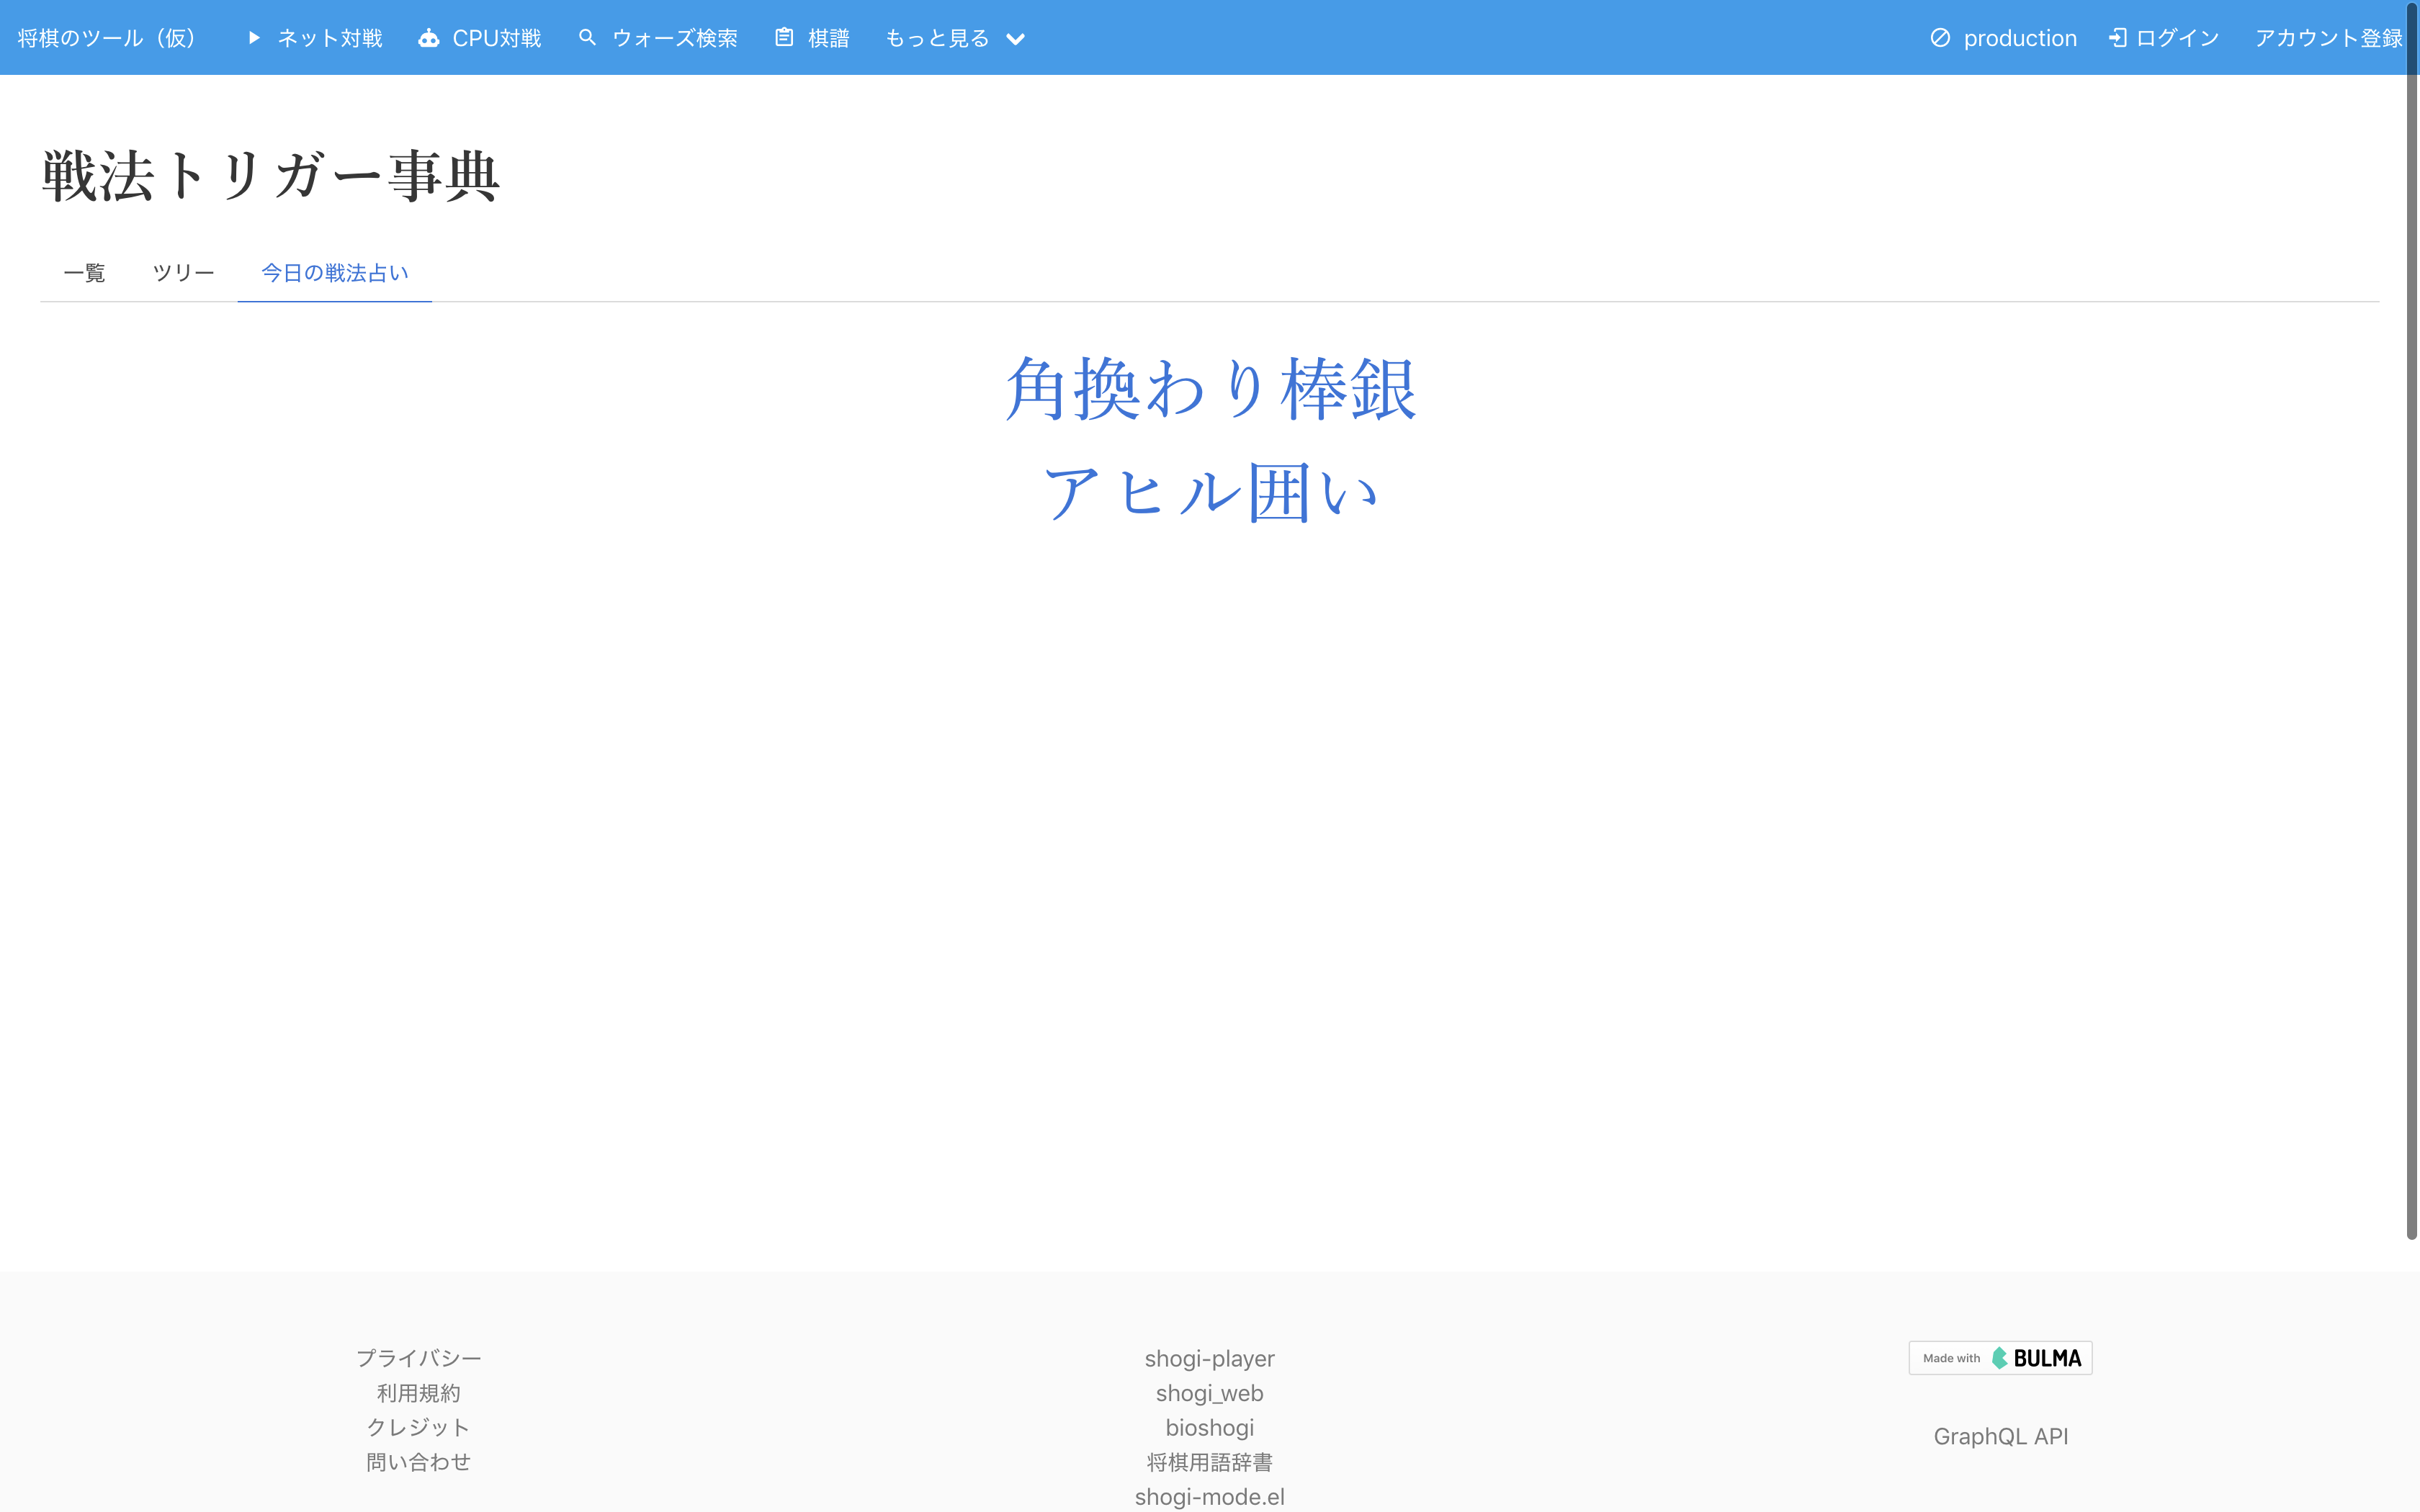 将棋のツール（仮） ネット対戦 CPU対戦 ウォーズ検索 棋譜 もっと見る production ログイン アカウント登録
戦法トリガー事典
一覧 ツリー 今日の戦法占い
角換わり棒銀
アヒル囲い
プライバシー
利用規約
クレジット
問い合わせ
shogi-player
shogi_web
bioshogi
将棋用語辞書
shogi-mode.el
Made with BULMA
GraphQL API